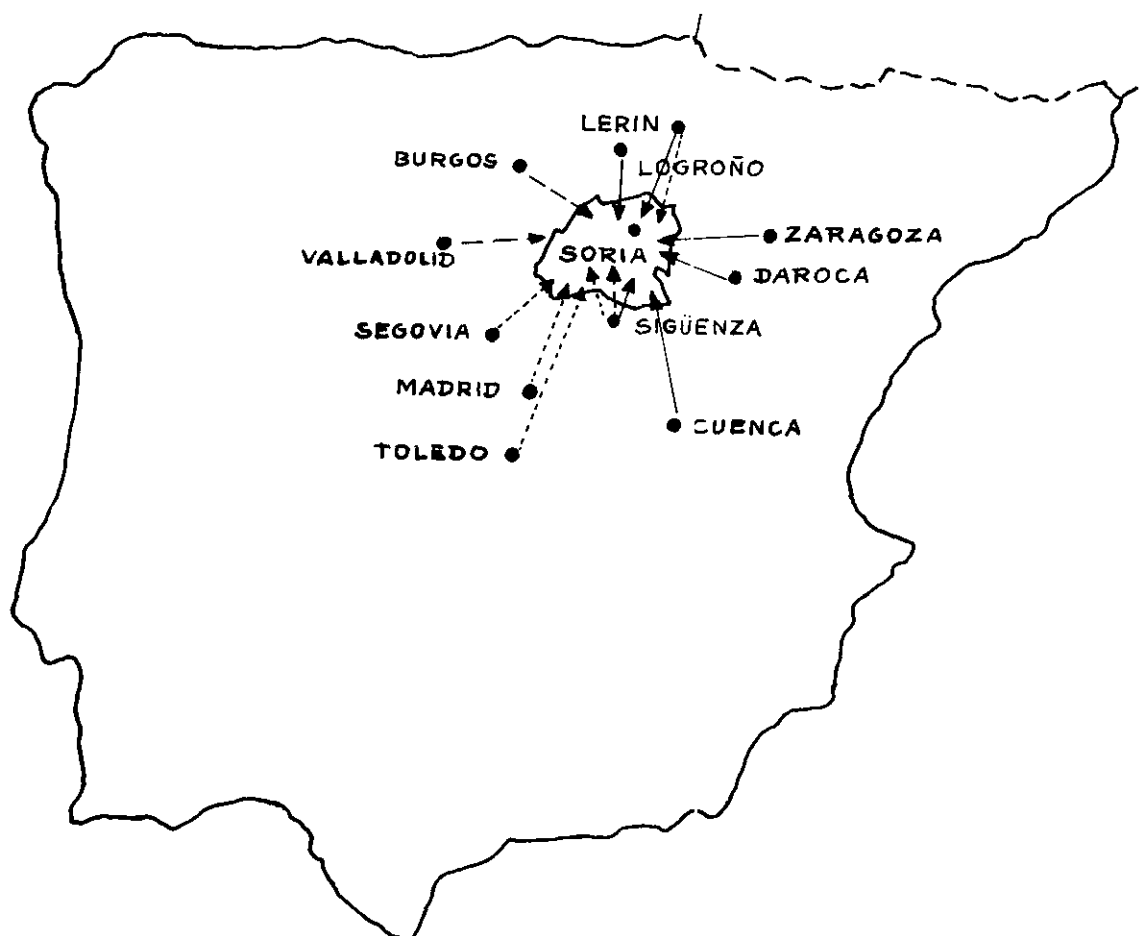 LERIN
BURGOS
LOGROÑO
VALLADOLID
SORIA
ZARAGOZA
DAROCA
SEGOVIA
SIGÜENZA
MADRID
CUENCA
TOLEDO